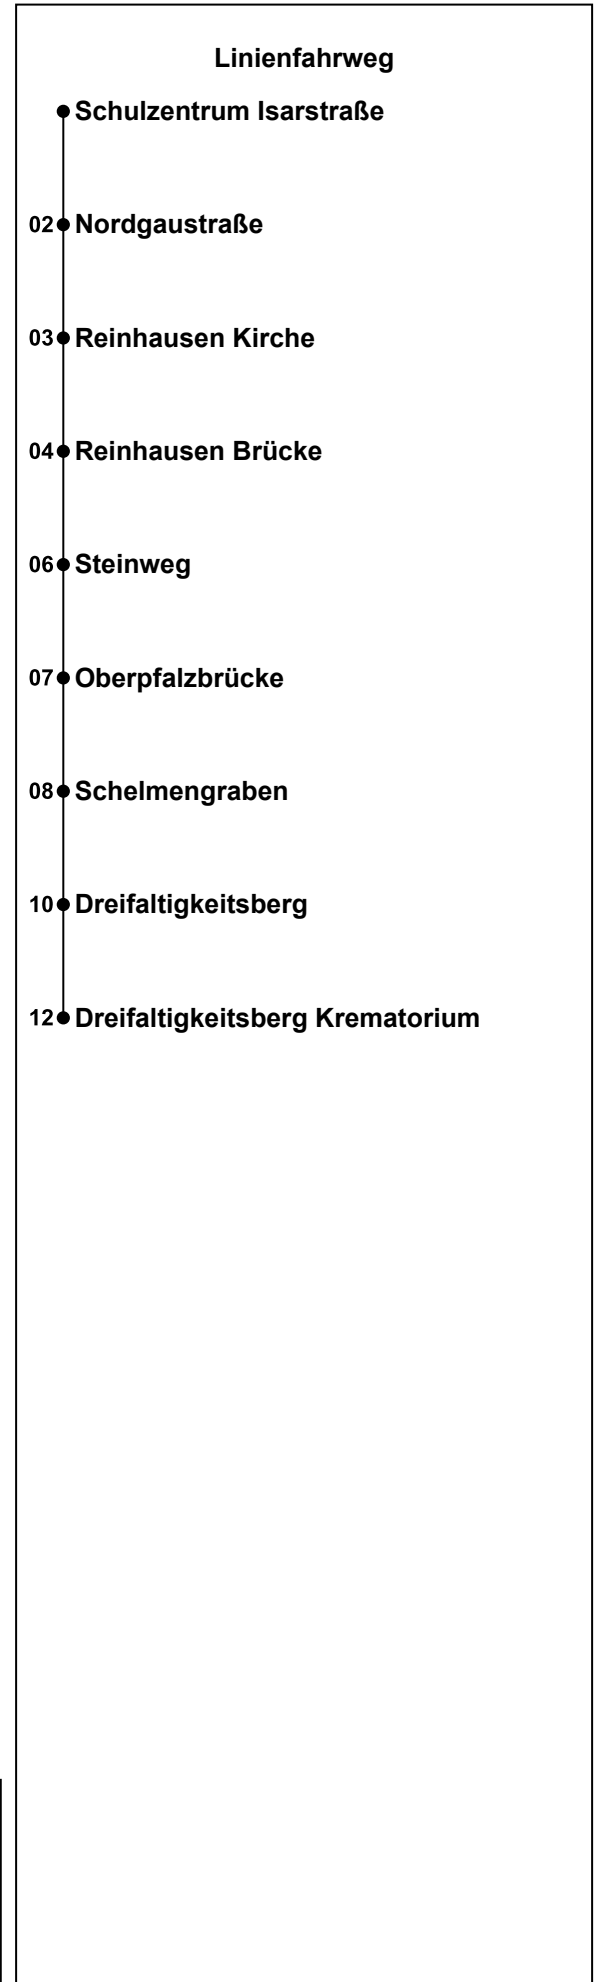 Linienfahrweg
Schulzentrum Isarstraße
02 Nordgaustraße
03 Reinhausen Kirche
04 Reinhausen Brücke
06 Steinweg
07 Oberpfalzbrücke
08 Schelmengraben
10 Dreifaltigkeitsberg
12 Dreifaltigkeitsberg Krematorium